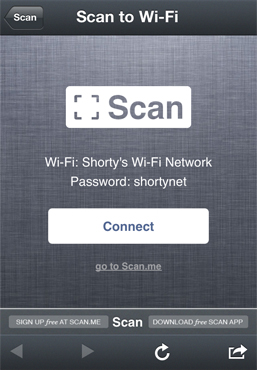 Scan
Scan to Wi-Fi
Scan
Wi-Fi: Shorty's Wi-Fi Network
Password: shortynet
Connect
go to Scan.me
SIGN UP free AT SCAN.ME
Scan
DOWNLOAD free SCAN APP